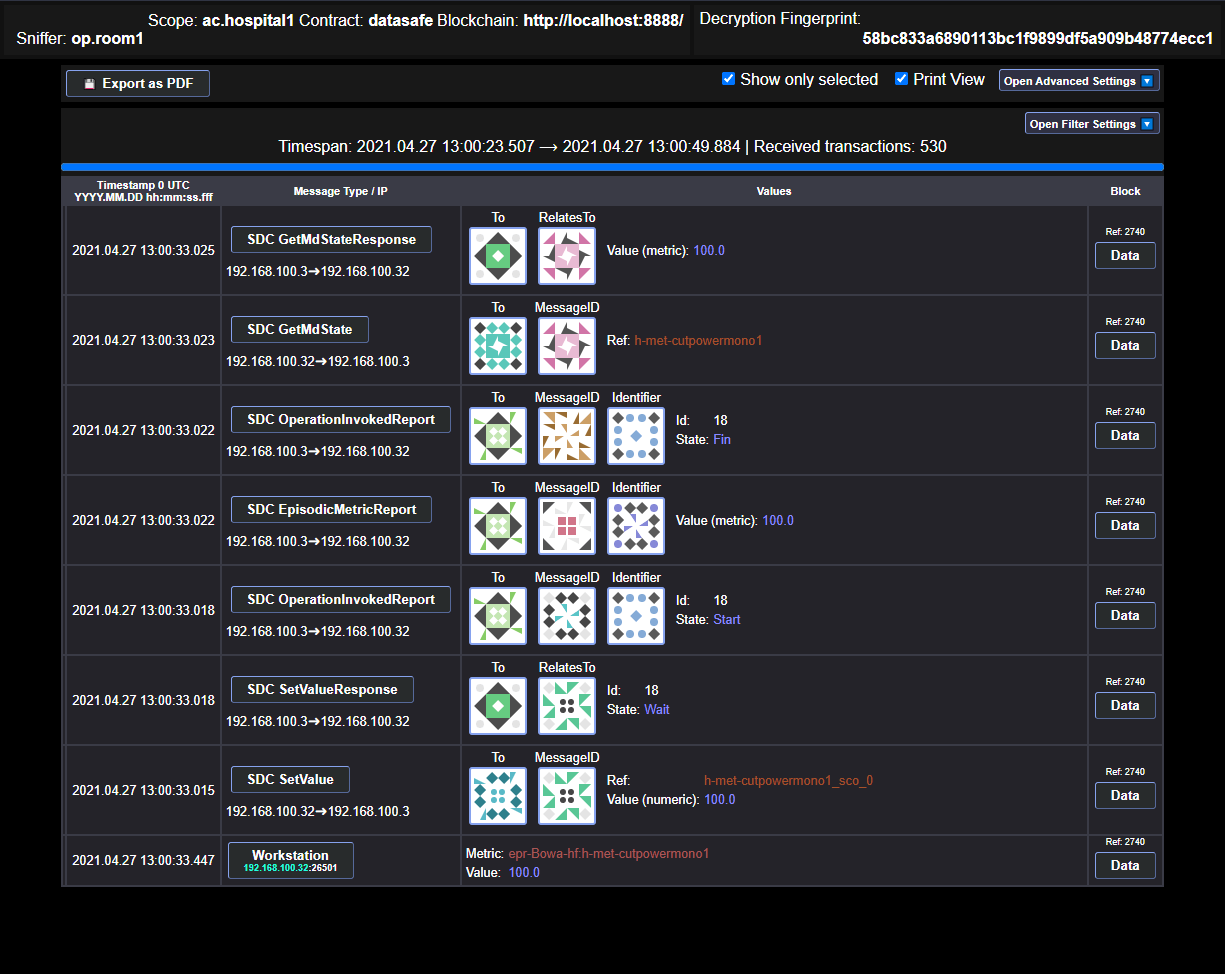 Scope: ac.hospital1 Contract: datasafe Blockchain: http://localhost:8888/
Sniffer: op.room1
Decryption Fingerprint:
58bc833a6890113bc1f9899df5a909b48774ecc1
Export as PDF
Show only selected
Print View
Open Advanced Settings
Open Filter Settings
Timespan: 2021.04.27 13:00:23.507 → 2021.04.27 13:00:49.884 | Received transactions: 530
Timestamp 0 UTC
YYYY.MM.DD hh:mm:ss.fff
Message Type / IP
Values
Block
2021.04.27 13:00:33.025
SDC GetMdStateResponse
192.168.100.3➔192.168.100.32
To
RelatesTo
Value (metric): 100.0
Ref: 2740
Data
2021.04.27 13:00:33.023
SDC GetMdState
192.168.100.32➔192.168.100.3
To
MessageID
Ref: h-met-cutpowermono1
Ref: 2740
Data
2021.04.27 13:00:33.022
SDC OperationInvokedReport
192.168.100.3➔192.168.100.32
To
MessageID
Identifier
Id: 18
State: Fin
Ref: 2740
Data
2021.04.27 13:00:33.022
SDC EpisodicMetricReport
192.168.100.3➔192.168.100.32
To
MessageID
Identifier
Value (metric): 100.0
Ref: 2740
Data
2021.04.27 13:00:33.018
SDC OperationInvokedReport
192.168.100.3➔192.168.100.32
To
MessageID
Identifier
Id: 18
State: Start
Ref: 2740
Data
2021.04.27 13:00:33.018
SDC SetValueResponse
192.168.100.3➔192.168.100.32
To
RelatesTo
Id: 18
State: Wait
Ref: 2740
Data
2021.04.27 13:00:33.015
SDC SetValue
192.168.100.32➔192.168.100.3
To
MessageID
Ref: h-met-cutpowermono1_sco_0
Value (numeric): 100.0
Ref: 2740
Data
2021.04.27 13:00:33.447
Workstation
192.168.100.32:26501
Metric: epr-Bowa-hf:h-met-cutpowermono1
Value: 100.0
Ref: 2740
Data